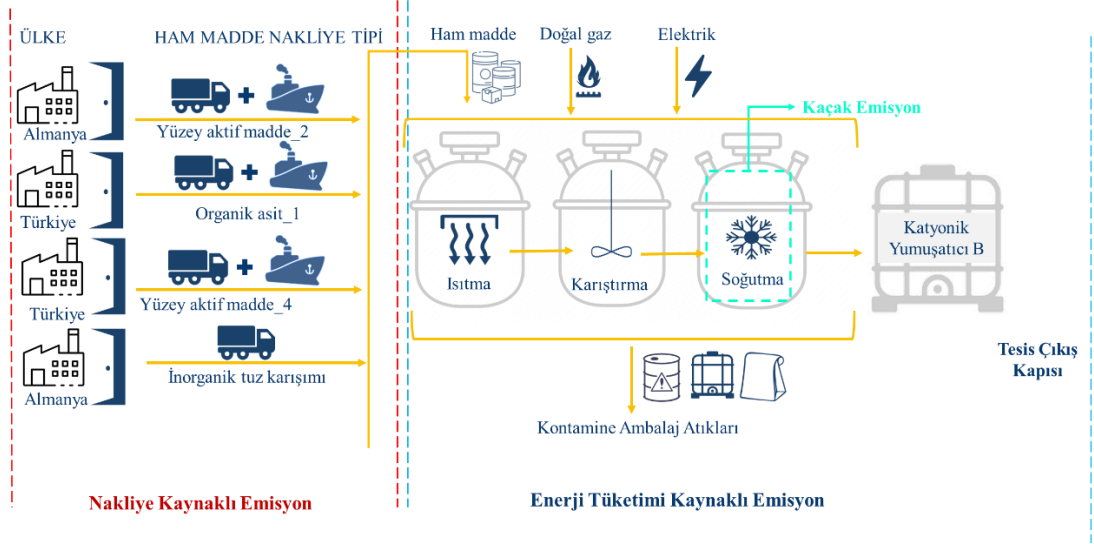 ÜLKE
HAM MADDE NAKLİYE TİPİ
Almanya
Yüzey aktif madde_2
Türkiye
Organik asit_1
Türkiye
Yüzey aktif madde_4
Almanya
İnorganik tuz karışımı
Nakliye Kaynaklı Emisyon
Ham madde
Doğal gaz
Elektrik
Kaçak Emisyon
Isıtma
Karıştırma
Soğutma
Katyonik
Yumuşatıcı B
Kontamine Ambalaj Atıkları
Enerji Tüketimi Kaynaklı Emisyon
Tesis Çıkış
Kapısı